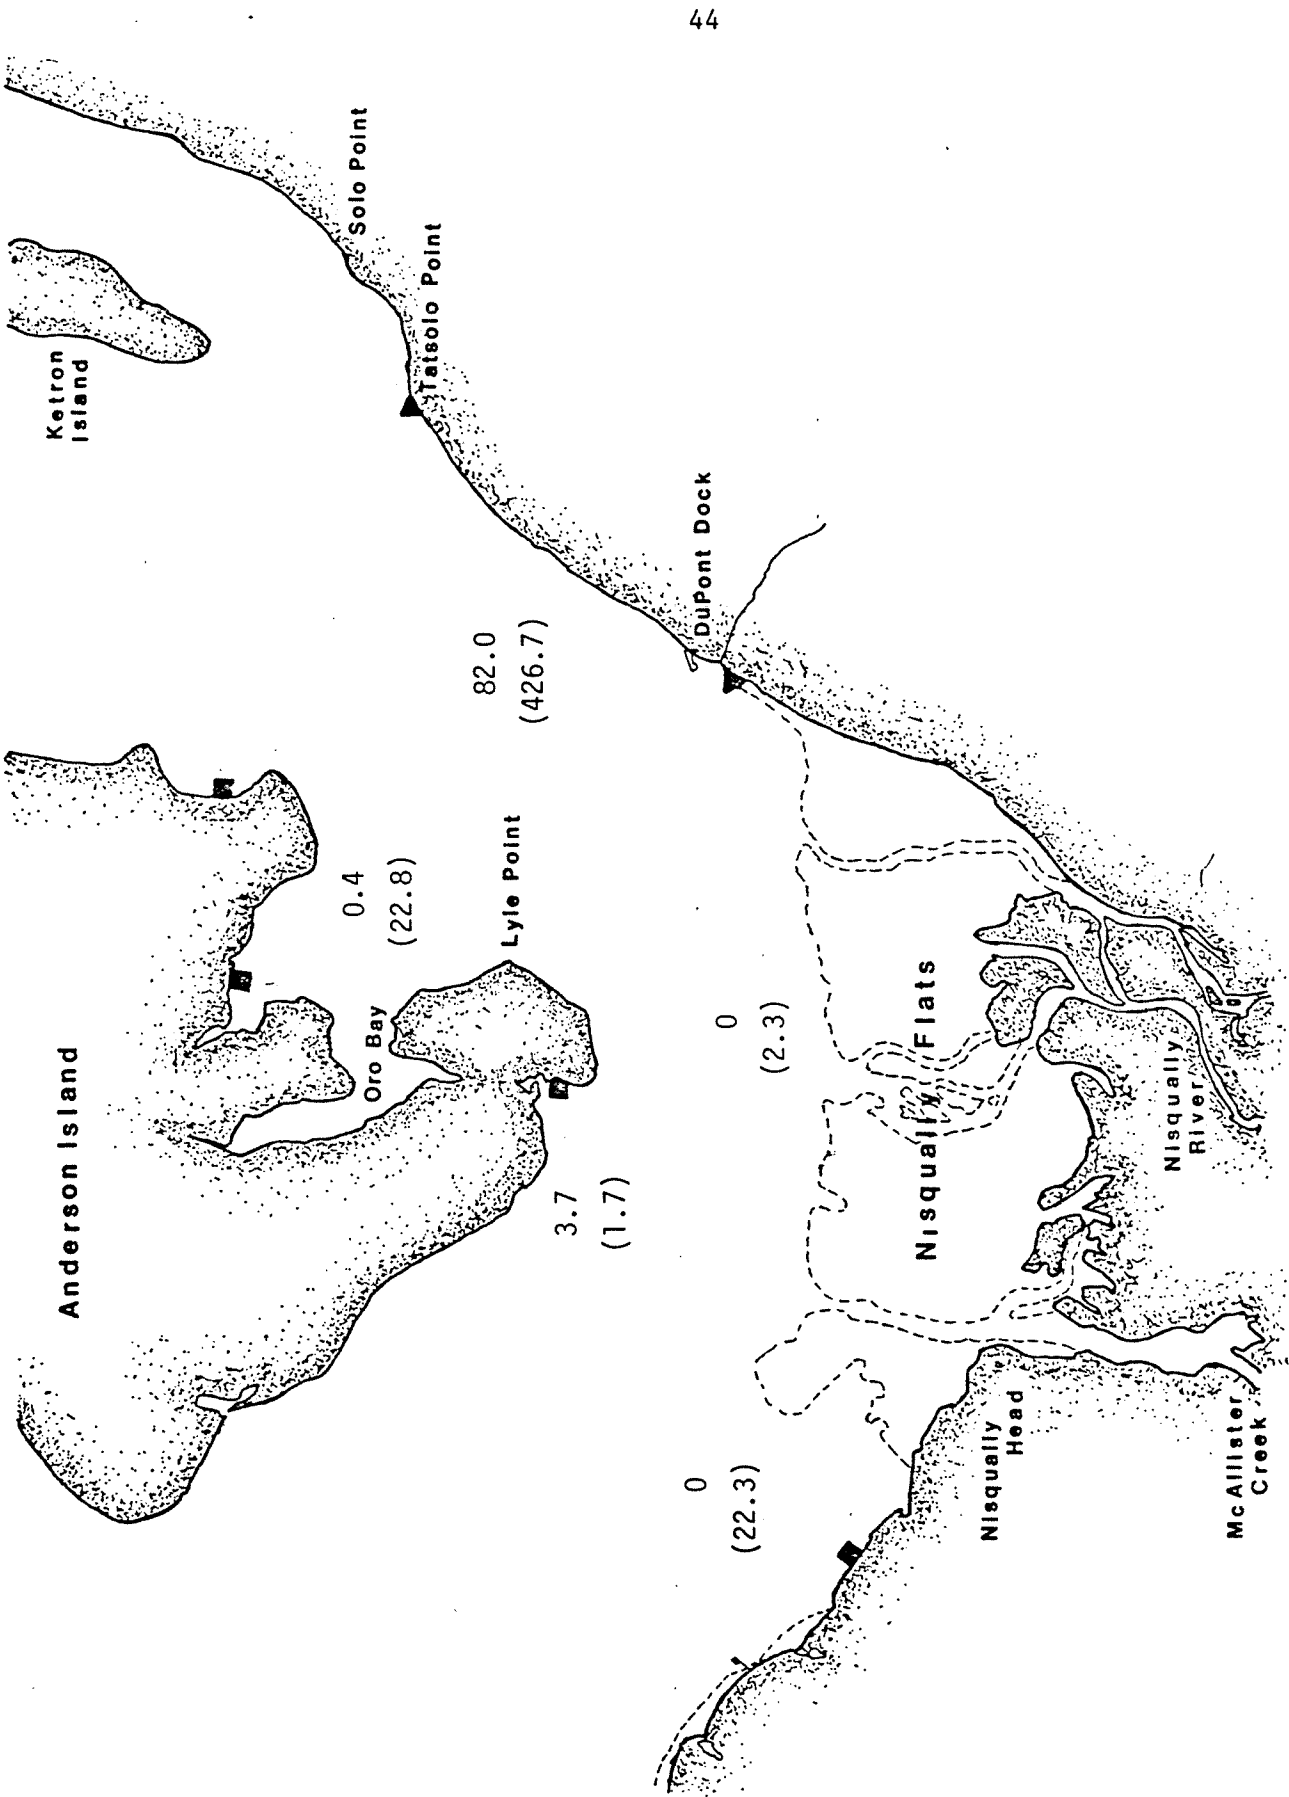 44
Solo Point
Tatsolo Point
Ketron
Island
DuPont Dock
82.0
(426.7)
0.4
(22.8)
Lyle Point
Oro Bay
Anderson Island
3.7
(1.7)
0
(2.3)
Nisqually Flats
Nisqually
River
0
(22.3)
Nisqually
Head
McAllister
Creek